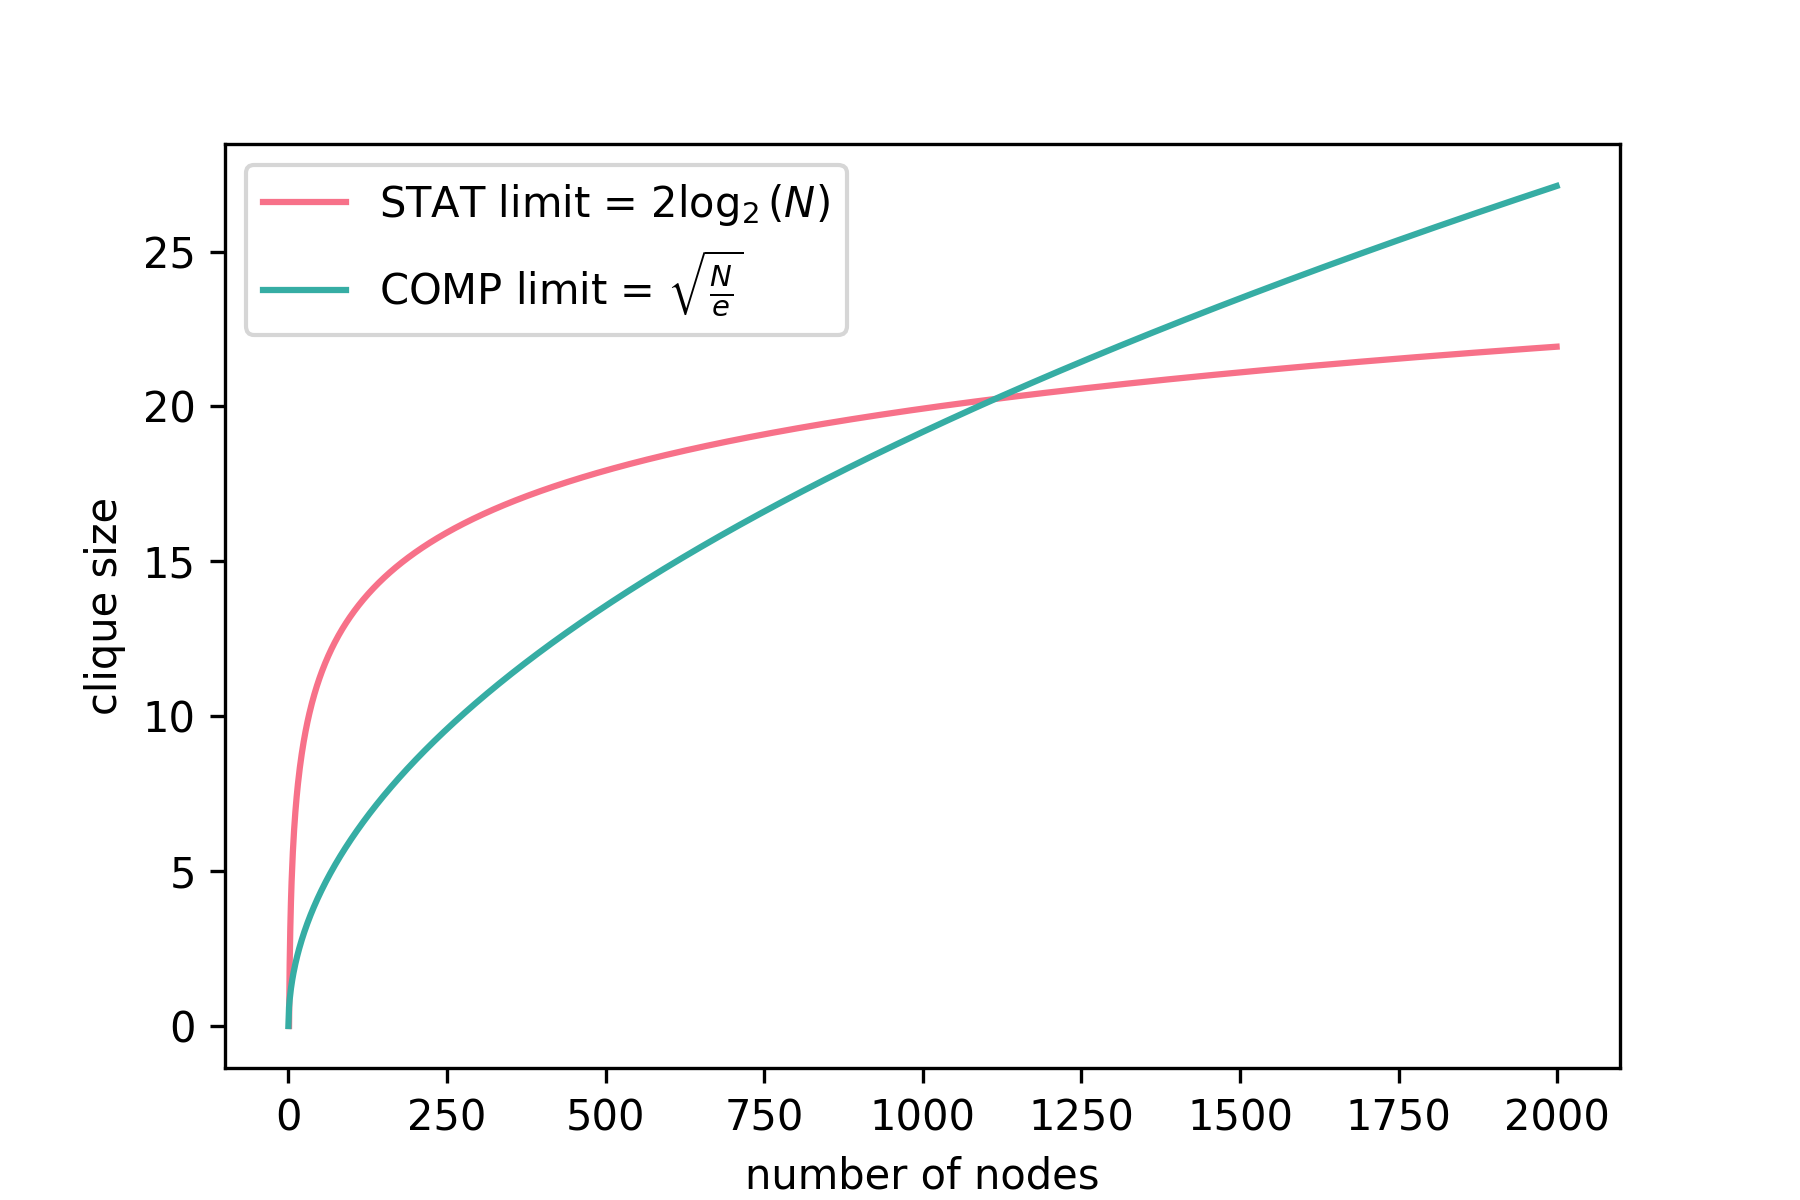 STAT limit = 2log₂(N)
COMP limit = √(N/e)
25
20
15
10
5
0
clique size
0 250 500 750 1000 1250 1500 1750 2000
number of nodes